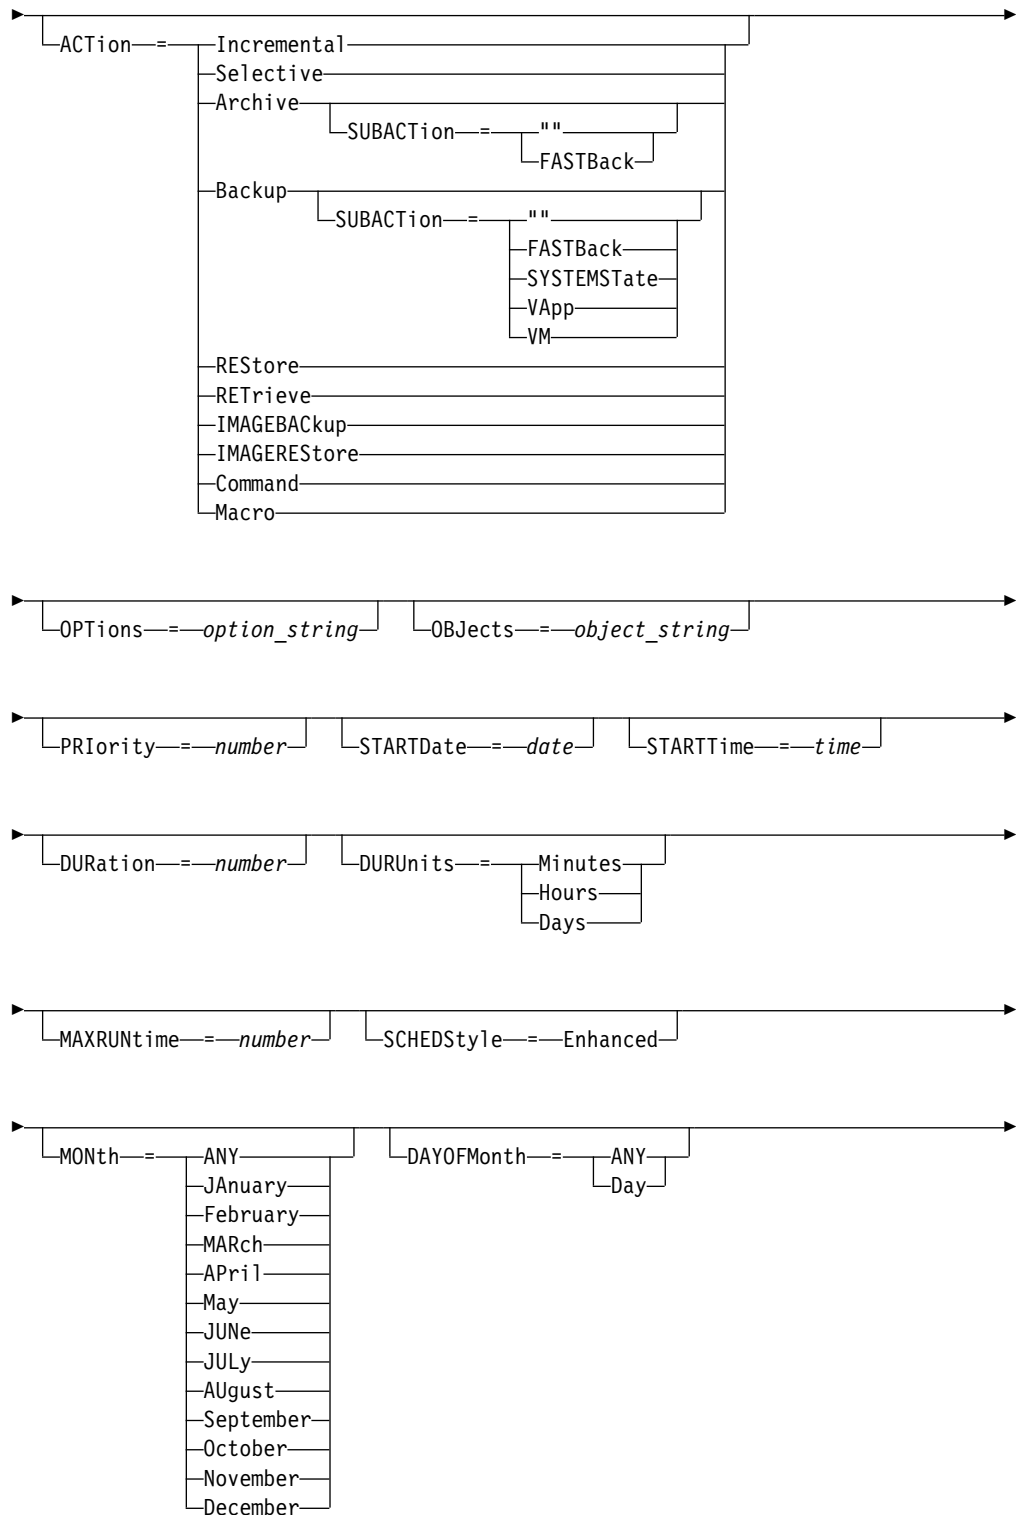 ACTion = Incremental
Selective
Archive
SUBACTion = ""
FASTBack
Backup
SUBACTion = ""
FASTBack
SYSTEMSTate
VApp
VM
REStore
RETrieve
IMAGEBACkup
IMAGEREStore
Command
Macro
OPTions = option_string OBJects = object_string
PRIority = number STARTDate = date STARTTime = time
DURation = number DURUnits = Minutes
Hours
Days
MAXRUNtime = number SCHEDStyle = Enhanced
MONth = ANY DAYOFMonth = ANY
JAnuary Day
February
MARch
APril
May
JUNe
JULy
AUgust
September
October
November
December